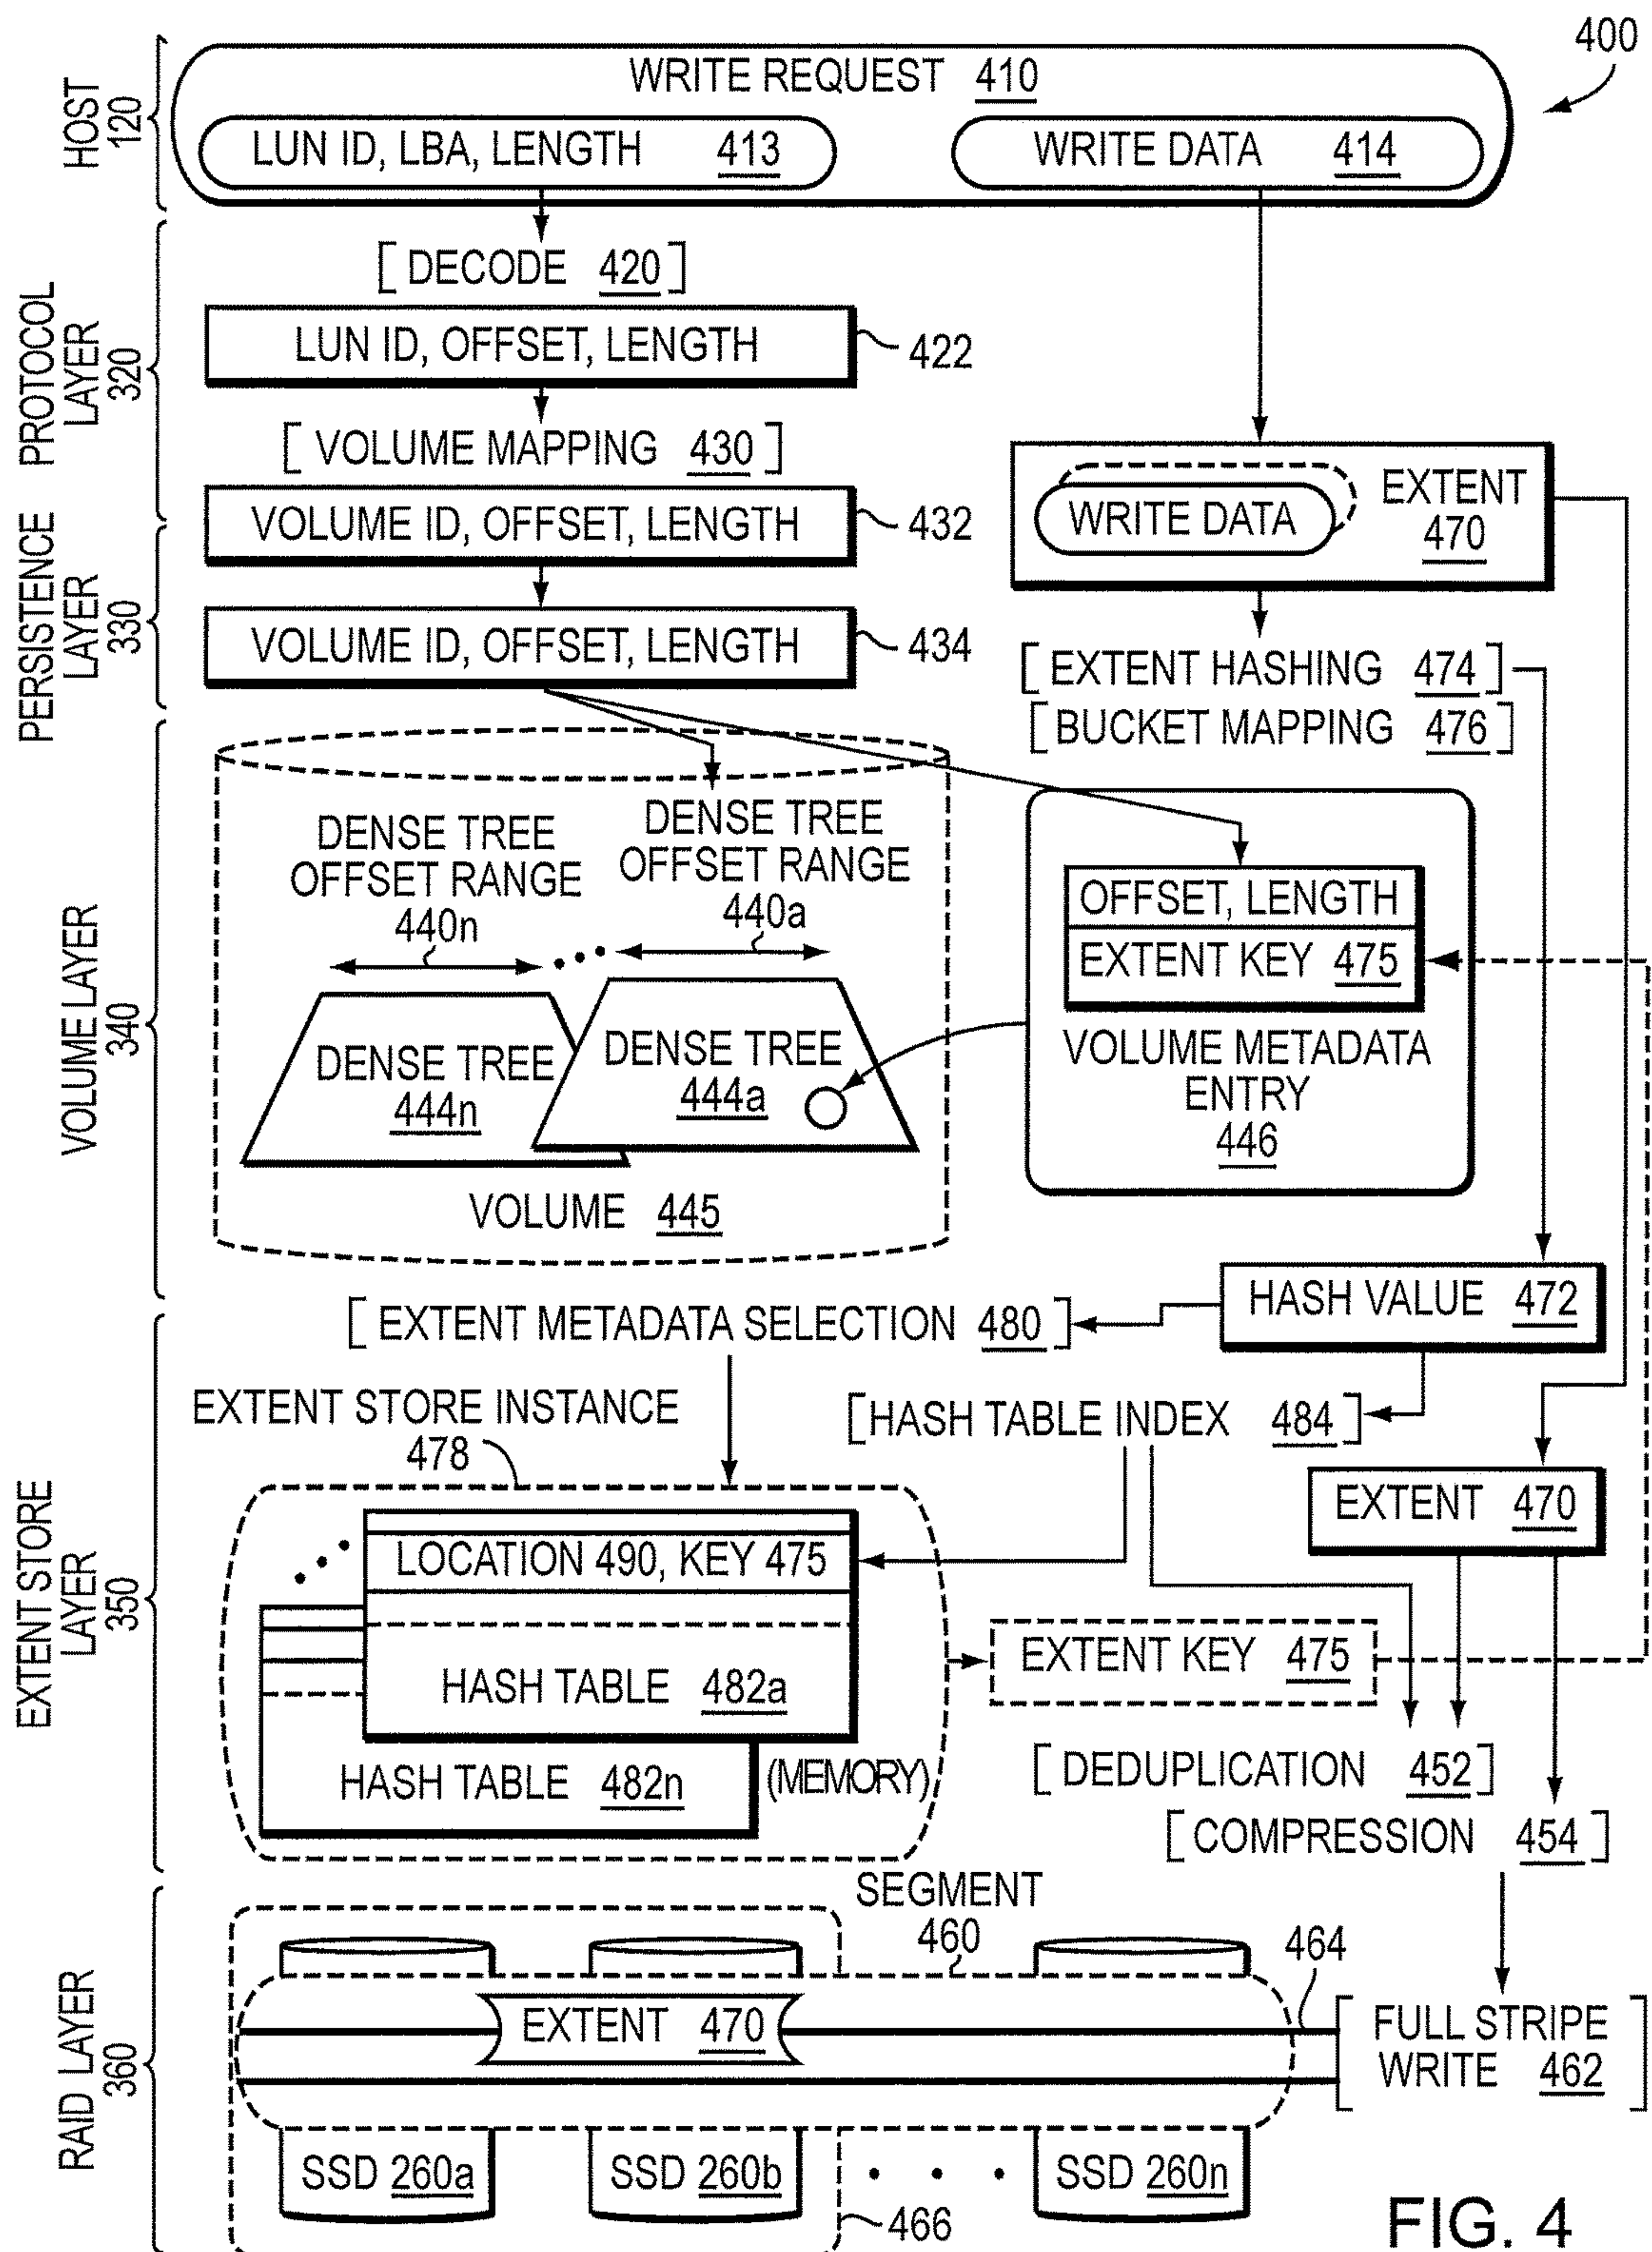 400
HOST
120
WRITE REQUEST 410
LUN ID, LBA, LENGTH 413
WRITE DATA 414
PROTOCOL
LAYER
320
[ DECODE 420 ]
LUN ID, OFFSET, LENGTH
422
[ VOLUME MAPPING 430 ]
VOLUME ID, OFFSET, LENGTH
432
WRITE DATA
EXTENT
470
PERSISTENCE
LAYER
330
VOLUME ID, OFFSET, LENGTH
434
[ EXTENT HASHING 474 ]
[ BUCKET MAPPING 476 ]
VOLUME LAYER
340
DENSE TREE
OFFSET RANGE
440n
DENSE TREE
OFFSET RANGE
440a
DENSE TREE
444n
DENSE TREE
444a
VOLUME 445
OFFSET, LENGTH
EXTENT KEY 475
VOLUME METADATA
ENTRY
446
HASH VALUE 472
EXTENT STORE
LAYER
350
[ EXTENT METADATA SELECTION 480 ]
EXTENT STORE INSTANCE
478
[HASH TABLE INDEX 484 ]
EXTENT 470
LOCATION 490, KEY 475
HASH TABLE 482a
HASH TABLE 482n
(MEMORY)
EXTENT KEY 475
[ DEDUPLICATION 452 ]
[ COMPRESSION 454 ]
RAID LAYER
360
SEGMENT
460
464
EXTENT 470
FULL STRIPE
WRITE 462
SSD 260a
SSD 260b
SSD 260n
466
FIG. 4